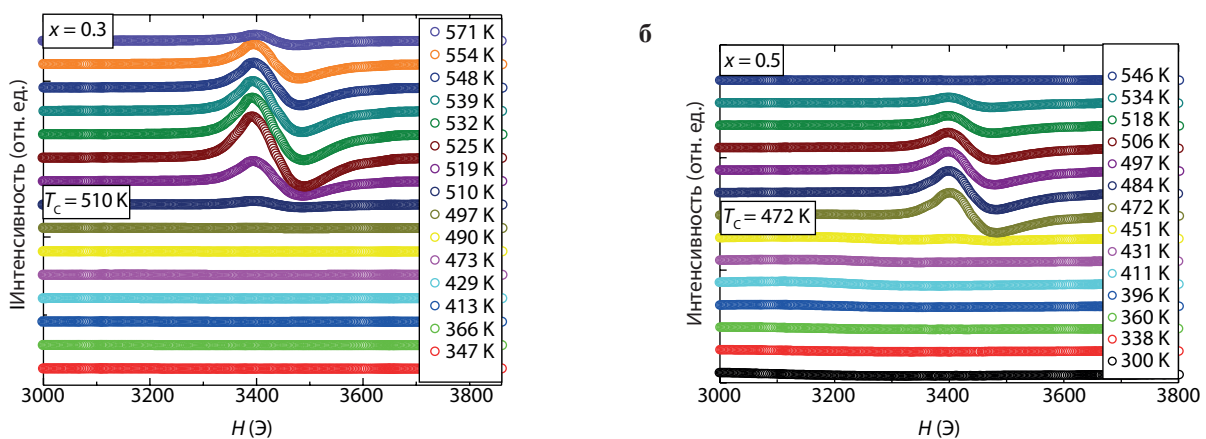 x = 0.3
IИнтенсивность (отн. ед.)
T_C = 510 K
571 K
554 K
548 K
539 K
532 K
525 K
519 K
510 K
497 K
490 K
473 K
429 K
413 K
366 K
347 K
3000 3200 3400 3600 3800
H (Э)
б
x = 0.5
Интенсивность (отн. ед.)
T_C = 472 K
546 K
534 K
518 K
506 K
497 K
484 K
472 K
451 K
431 K
411 K
396 K
360 K
338 K
300 K
3000 3200 3400 3600 3800
H (Э)